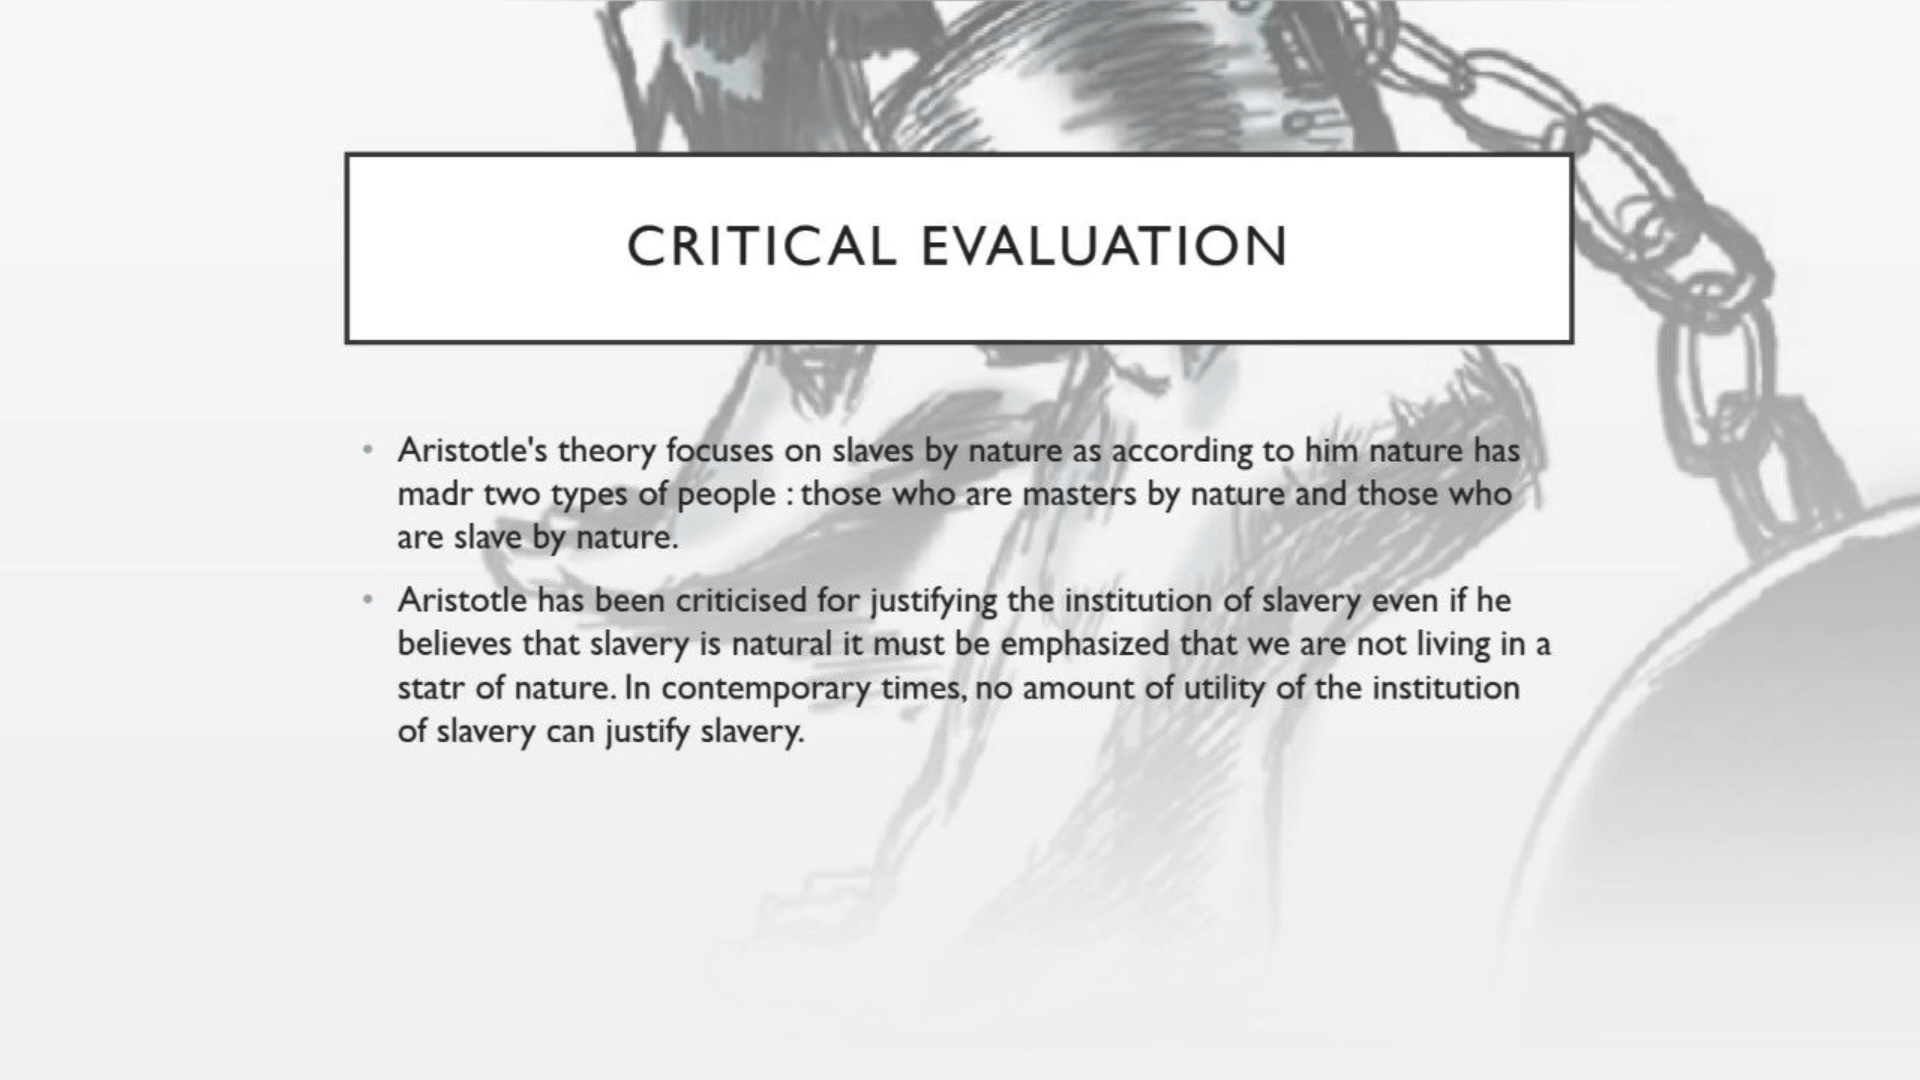 CRITICAL EVALUATION
• Aristotle's theory focuses on slaves by nature as according to him nature has
madr two types of people : those who are masters by nature and those who
are slave by nature.
• Aristotle has been criticised for justifying the institution of slavery even if he
believes that slavery is natural it must be emphasized that we are not living in a
statr of nature. In contemporary times, no amount of utility of the institution
of slavery can justify slavery.